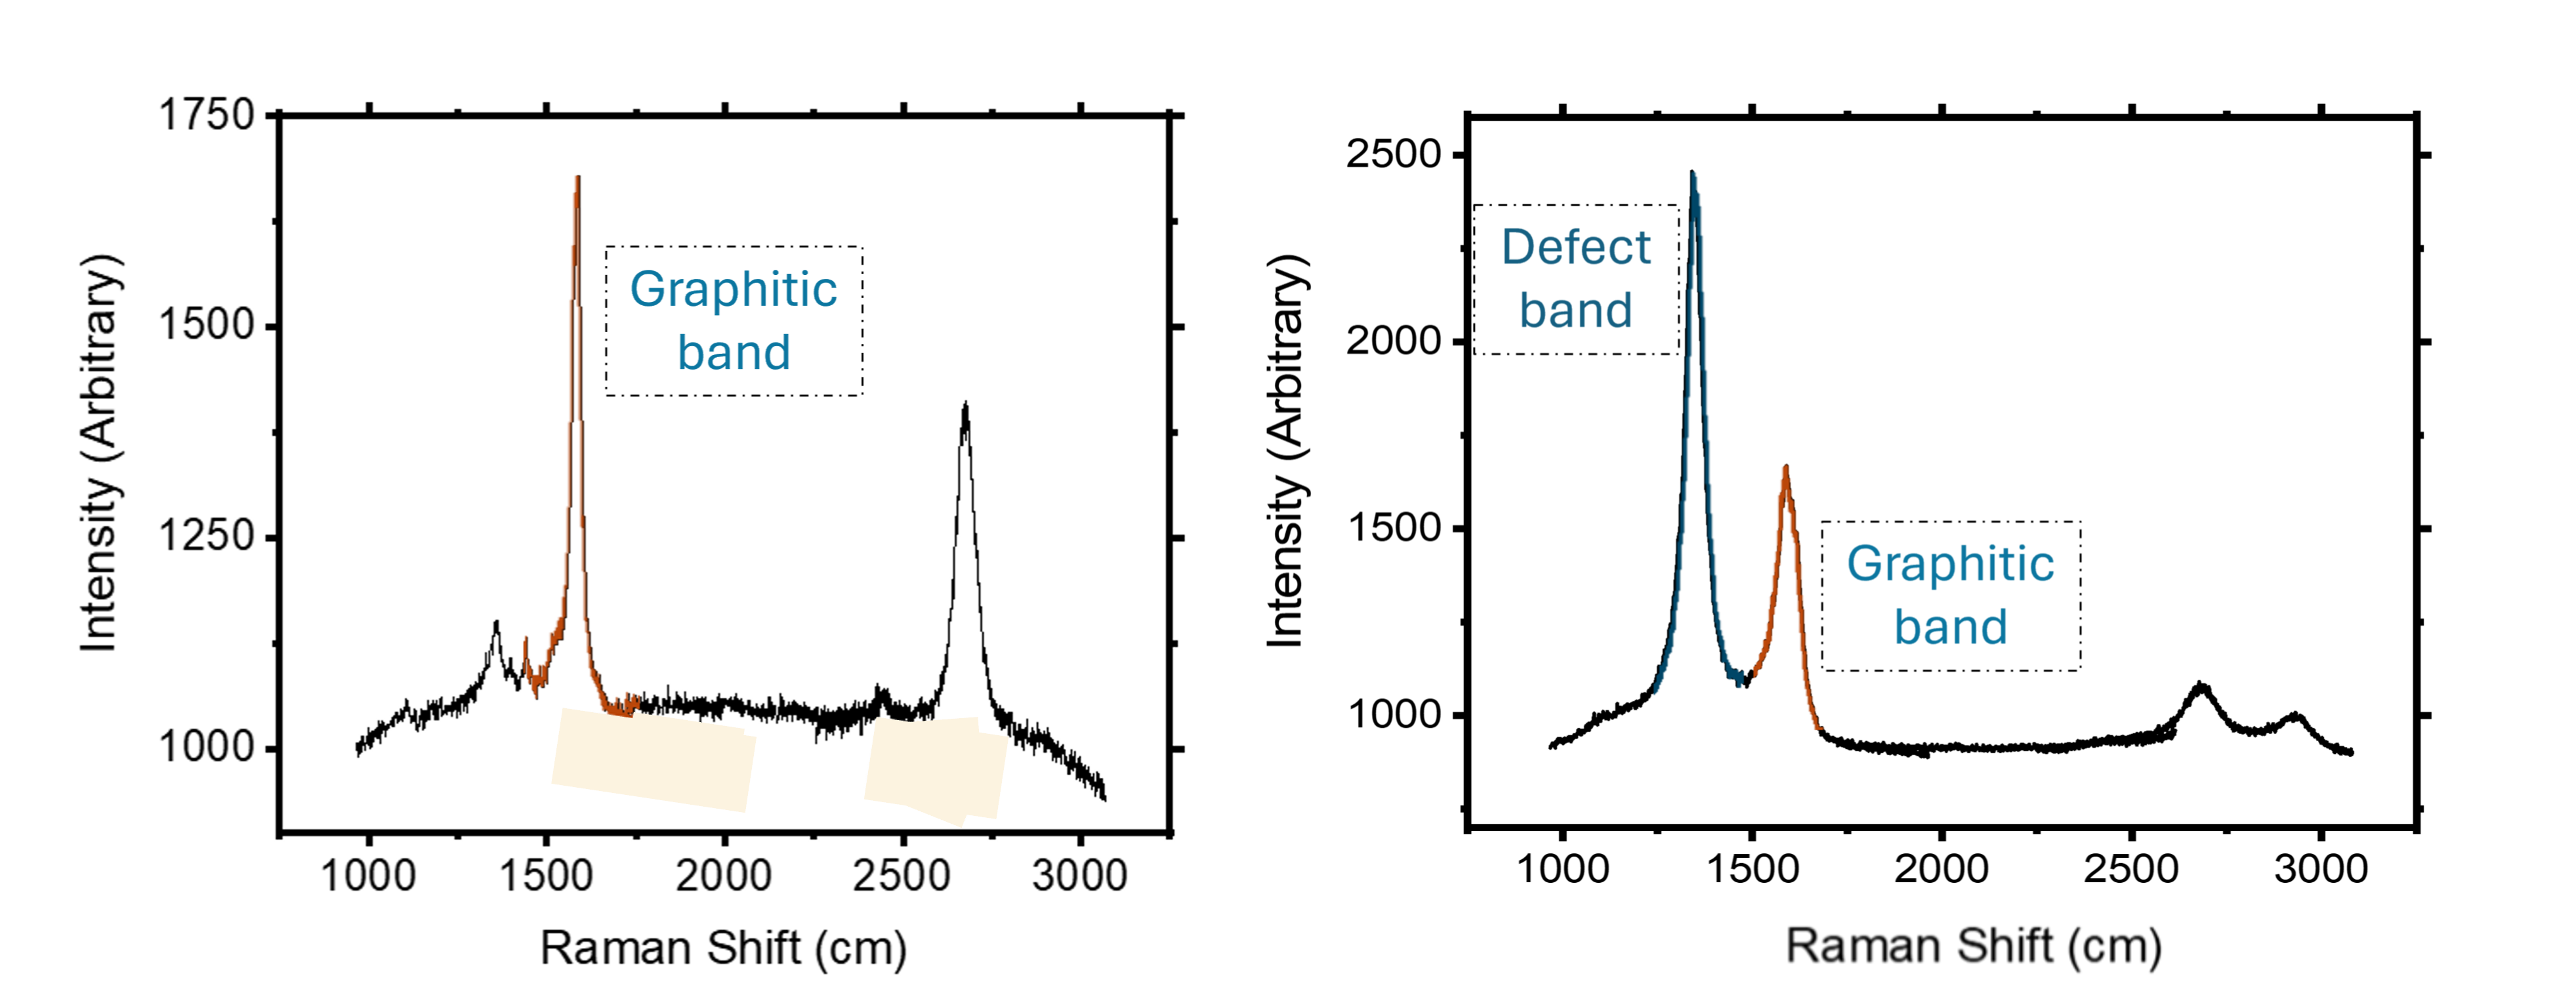 1750
1500
1250
1000
Intensity (Arbitrary)
Graphitic
band
1000 1500 2000 2500 3000
Raman Shift (cm)
2500
2000
1500
1000
Intensity (Arbitrary)
Defect
band
Graphitic
band
1000 1500 2000 2500 3000
Raman Shift (cm)